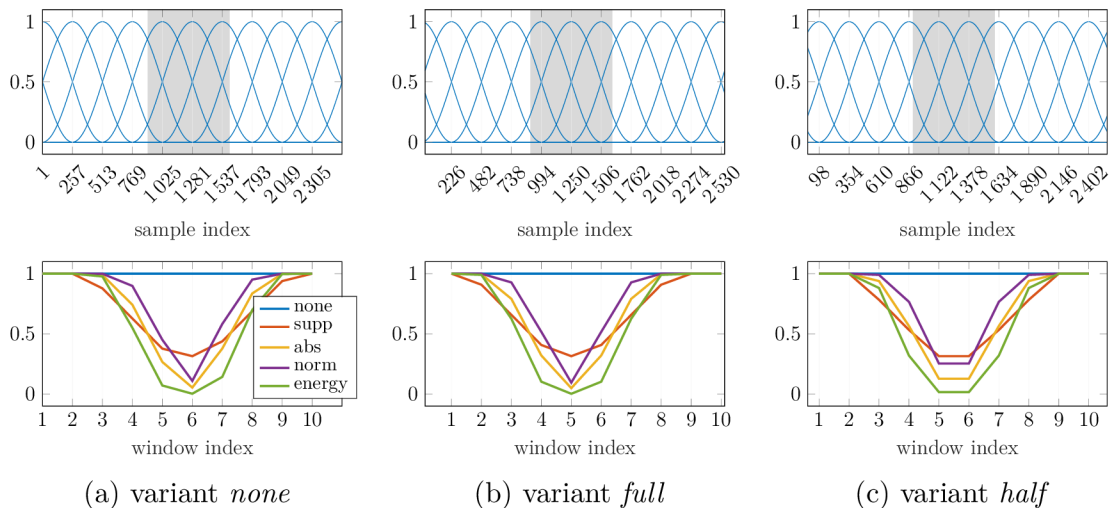 1
0.5
0
1 257 513 769 1 025 1 281 1 537 1 793 2 049 2 305
sample index
1
0.5
0
226 482 738 994 1 250 1 506 1 762 2 018 2 274 2 530
sample index
1
0.5
0
98 354 610 866 1 122 1 378 1 634 1 890 2 146 2 402
sample index
1
0.5
0
none
supp
abs
norm
energy
1 2 3 4 5 6 7 8 9 10
window index
1
0.5
0
1 2 3 4 5 6 7 8 9 10
window index
1
0.5
0
1 2 3 4 5 6 7 8 9 10
window index
(a) variant none
(b) variant full
(c) variant half